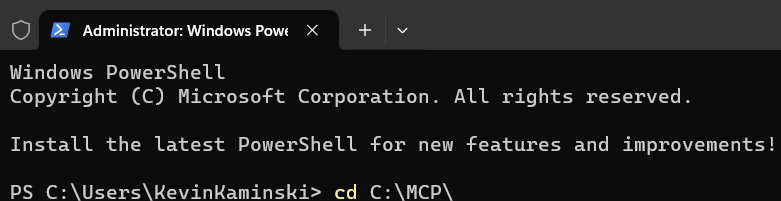 Administrator: Windows Powe
Windows PowerShell
Copyright (C) Microsoft Corporation. All rights reserved.
Install the latest PowerShell for new features and improvements!
PS C:\Users\KevinKaminski> cd C:\MCP\